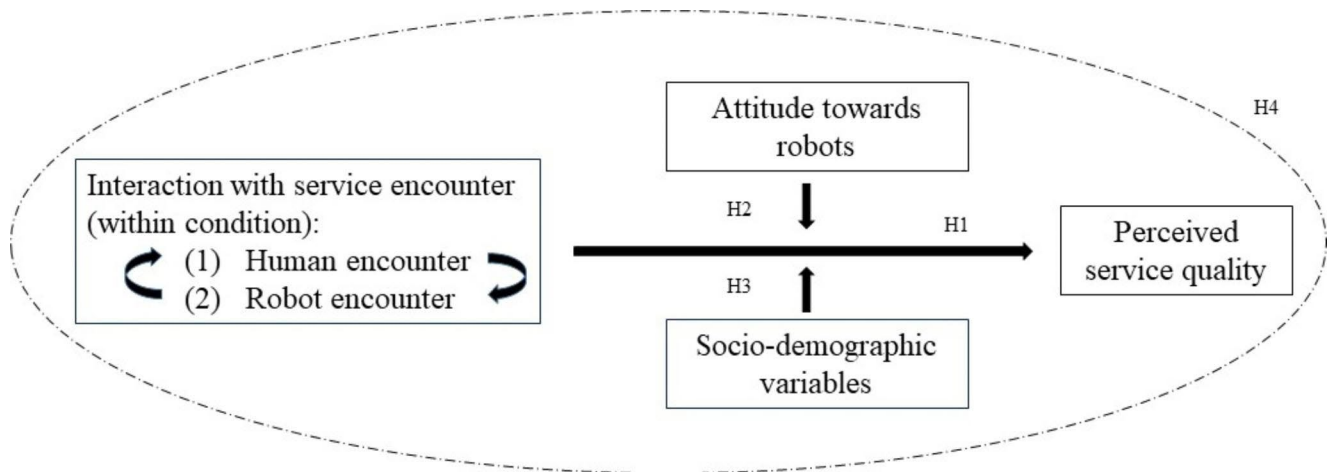 Attitude towards
robots
H4
Interaction with service encounter
(within condition):
(1) Human encounter
(2) Robot encounter
H2
H1
Perceived
service quality
H3
Socio-demographic
variables